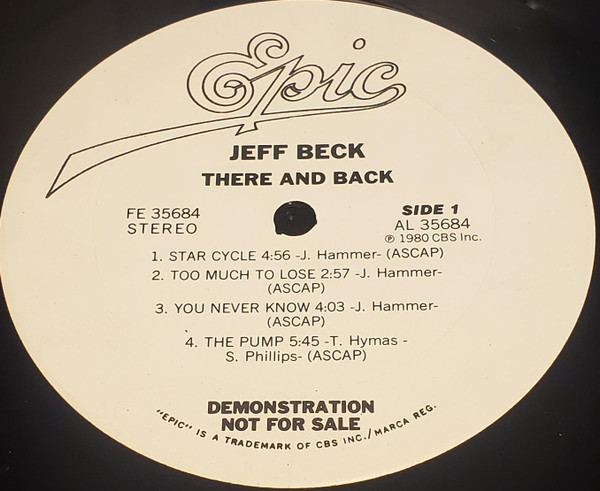 Epic
JEFF BECK
THERE AND BACK
FE 35684
STEREO
SIDE 1
AL 35684
℗ 1980 CBS Inc.
1. STAR CYCLE 4:56 -J. Hammer- (ASCAP)
2. TOO MUCH TO LOSE 2:57 -J. Hammer-
(ASCAP)
3. YOU NEVER KNOW 4:03 -J. Hammer-
(ASCAP)
4. THE PUMP 5:45 -T. Hymas -
S. Phillips- (ASCAP)
DEMONSTRATION
NOT FOR SALE
"EPIC" IS A TRADEMARK OF CBS INC./MARCA REG.